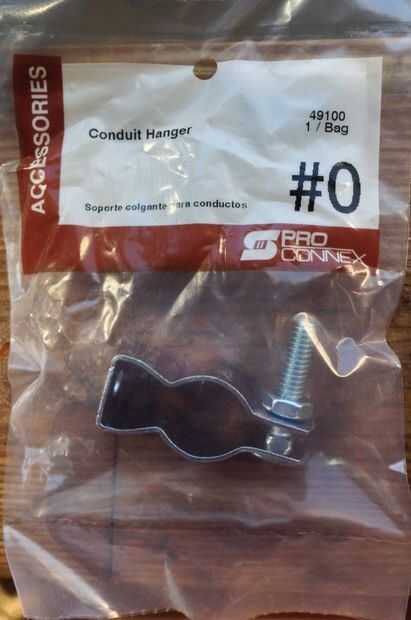 ACCESSORIES
Conduit Hanger
49100
1 / Bag
#0
Soporte colgante para conductos
PRO
CONNEX